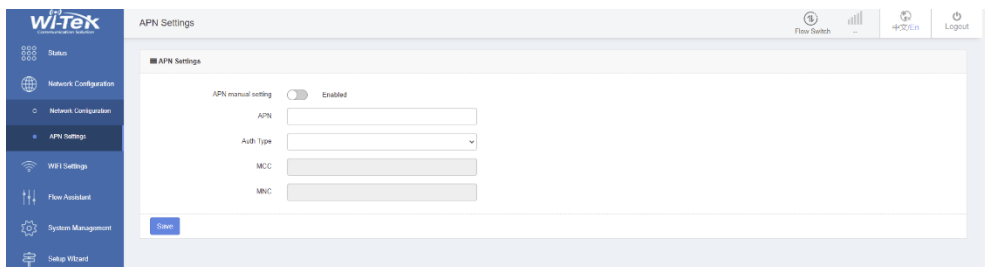 Wi-Tek
Communication Solution
APN Settings
Flow Switch
--
中文/En
Logout
Status
Network Configuration
Network Configuration
APN Settings
WiFi Settings
Flow Assistant
System Management
Setup Wizard
APN Settings
APN manual setting
Enabled
APN
Auth Type
MCC
MNC
Save